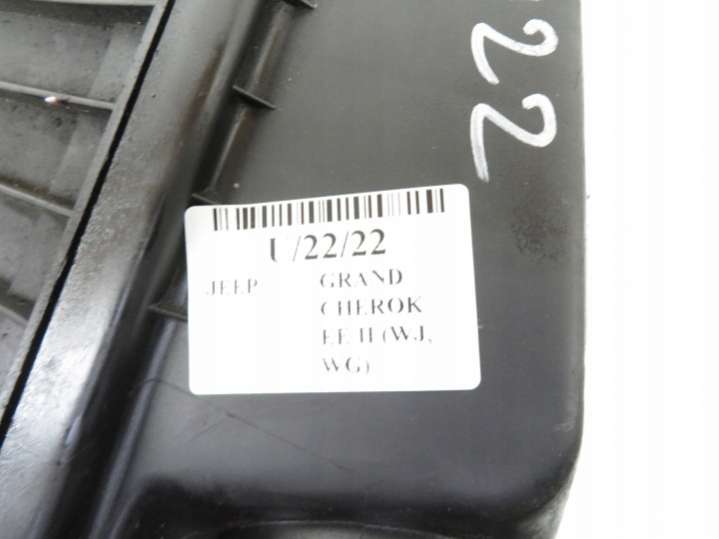 22
U/22/22
JEEP GRAND
CHEROK
EE II (WJ,
WG)